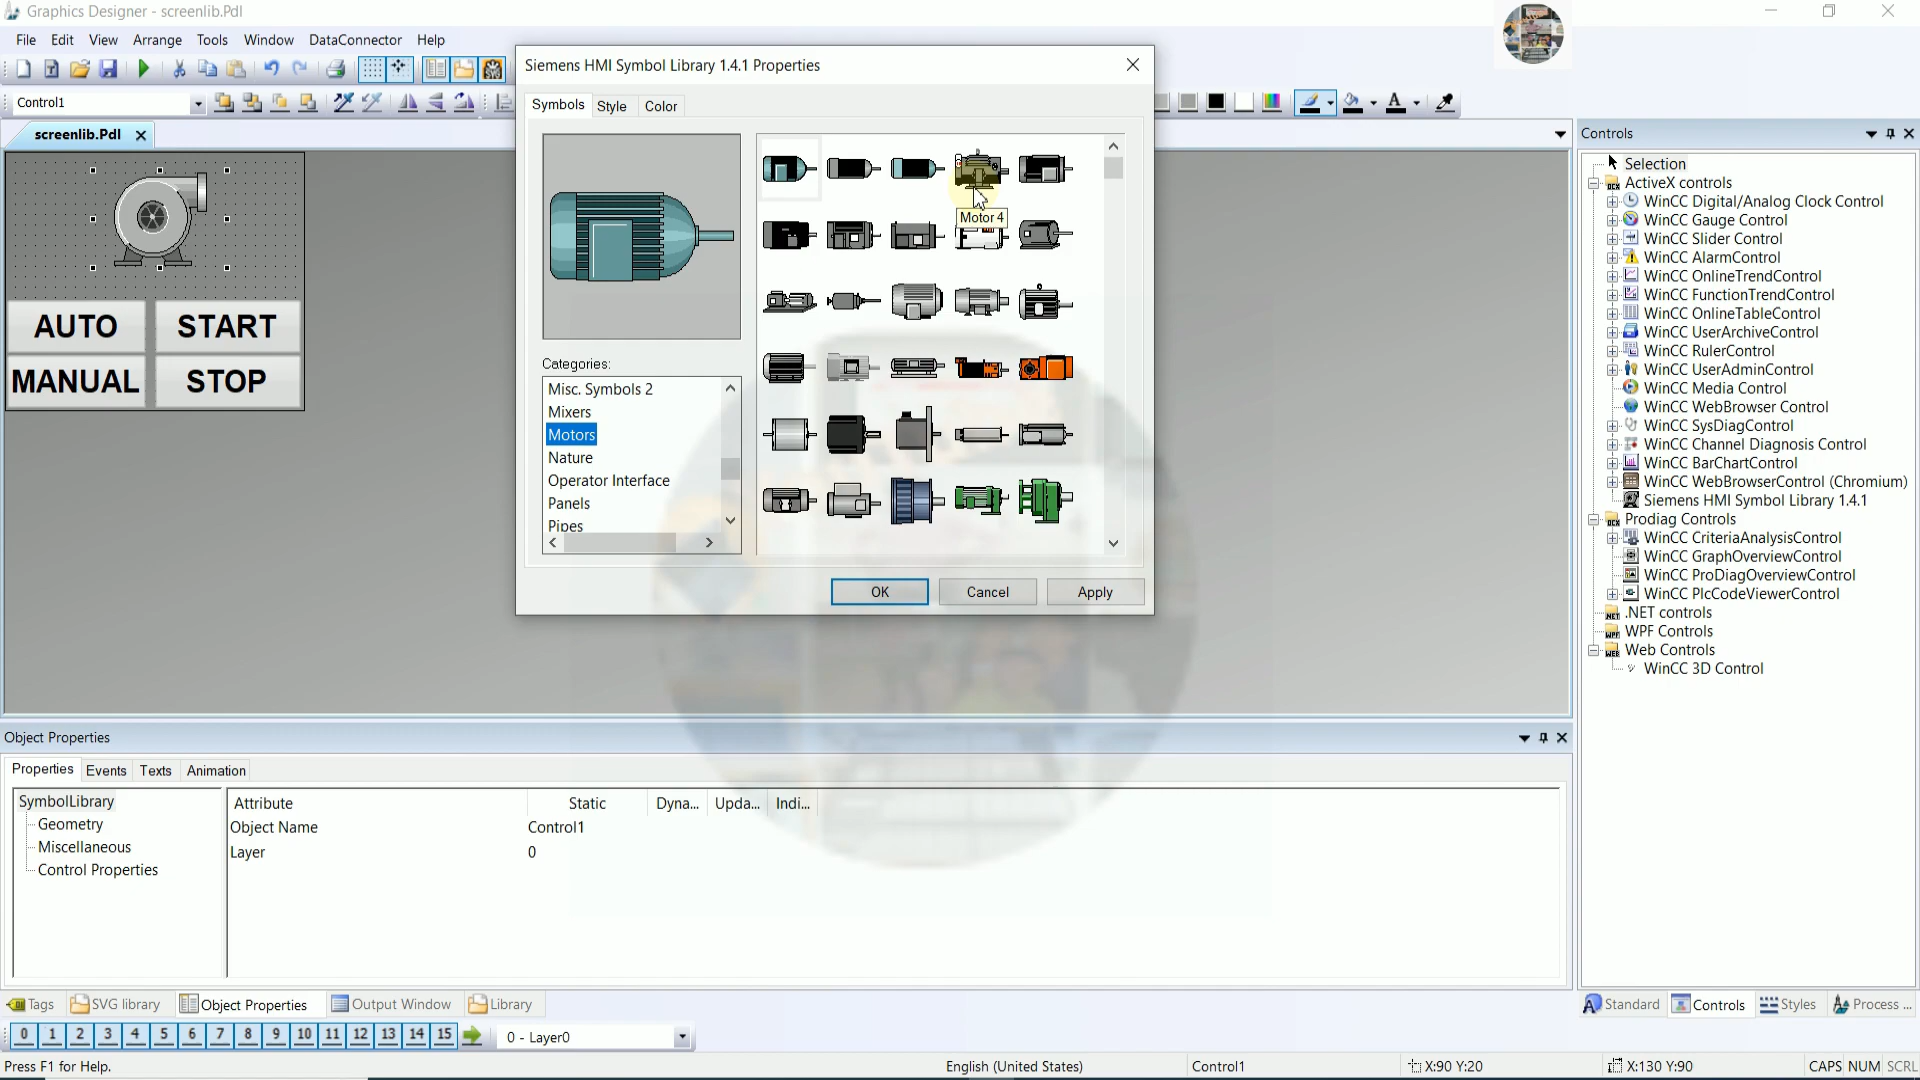 Graphics Designer - screenlib.Pdl
File Edit View Arrange Tools Window DataConnector Help
Control1
screenlib.Pdl
AUTO START
MANUAL STOP
Siemens HMI Symbol Library 1.4.1 Properties
Symbols Style Color
Motor 4
Categories:
Misc. Symbols 2
Mixers
Motors
Nature
Operator Interface
Panels
Pipes
OK Cancel Apply
Controls
Selection
ActiveX controls
WinCC Digital/Analog Clock Control
WinCC Gauge Control
WinCC Slider Control
WinCC AlarmControl
WinCC OnlineTrendControl
WinCC FunctionTrendControl
WinCC OnlineTableControl
WinCC UserArchiveControl
WinCC RulerControl
WinCC UserAdminControl
WinCC Media Control
WinCC WebBrowser Control
WinCC SysDiagControl
WinCC Channel Diagnosis Control
WinCC BarChartControl
WinCC WebBrowserControl (Chromium)
Siemens HMI Symbol Library 1.4.1
Prodiag Controls
WinCC CriteriaAnalysisControl
WinCC GraphOverviewControl
WinCC ProDiagOverviewControl
WinCC PlcCodeViewerControl
.NET controls
WPF Controls
Web Controls
WinCC 3D Control
Object Properties
Properties Events Texts Animation
SymbolLibrary
Geometry
Miscellaneous
Control Properties
Attribute Static Dyna... Upda... Indi...
Object Name Control1
Layer 0
Tags SVG library Object Properties Output Window Library
Standard Controls Styles Process ...
0 1 2 3 4 5 6 7 8 9 10 11 12 13 14 15 0 - Layer0
Press F1 for Help. English (United States) Control1 X:90 Y:20 X:130 Y:90 CAPS NUM SCRL